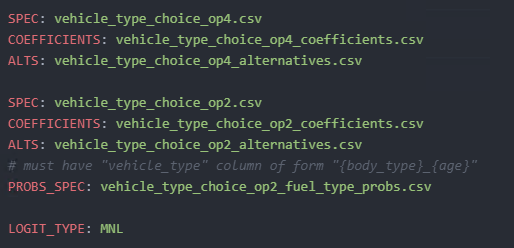 SPEC: vehicle_type_choice_op4.csv
COEFFICIENTS: vehicle_type_choice_op4_coefficients.csv
ALTS: vehicle_type_choice_op4_alternatives.csv
SPEC: vehicle_type_choice_op2.csv
COEFFICIENTS: vehicle_type_choice_op2_coefficients.csv
ALTS: vehicle_type_choice_op2_alternatives.csv
# must have "vehicle_type" column of form "{body_type}_{age}"
PROBS_SPEC: vehicle_type_choice_op2_fuel_type_probs.csv
LOGIT_TYPE: MNL